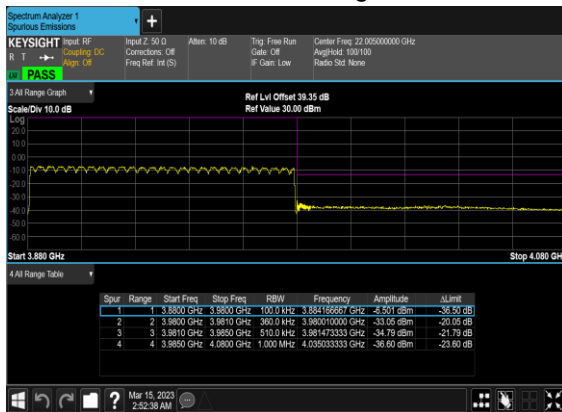 Spectrum Analyzer 1
Spurious Emissions
KEYSIGHT Input: RF Input Z: 50 Ω Atten: 10 dB Trig: Free Run Center Freq: 22.005000000 GHz
R T Coupling: DC Corrections: Off Gate: Off Avg|Hold: 100/100
Align: Off Freq Ref: Int (S) IF Gain: Low Radio Std: None
PASS
3 All Range Graph
Ref Lvl Offset 39.35 dB
Scale/Div 10.0 dB Ref Value 30.00 dBm
Log
20.0
10.0
0.00
-10.0
-20.0
-30.0
-40.0
-50.0
-60.0
Start 3.880 GHz Stop 4.080 GH
4 All Range Table
Spur Range Start Freq Stop Freq RBW Frequency Amplitude ΔLimit
1 1 3.8800 GHz 3.9800 GHz 100.0 kHz 3.884166667 GHz -6.501 dBm -36.50 dB
2 2 3.9800 GHz 3.9810 GHz 360.0 kHz 3.980010000 GHz -33.05 dBm -20.05 dB
3 3 3.9810 GHz 3.9850 GHz 510.0 kHz 3.981473333 GHz -34.79 dBm -21.79 dB
4 4 3.9850 GHz 4.0800 GHz 1.000 MHz 4.035033333 GHz -36.60 dBm -23.60 dB
? Mar 15, 2023
2:52:38 AM